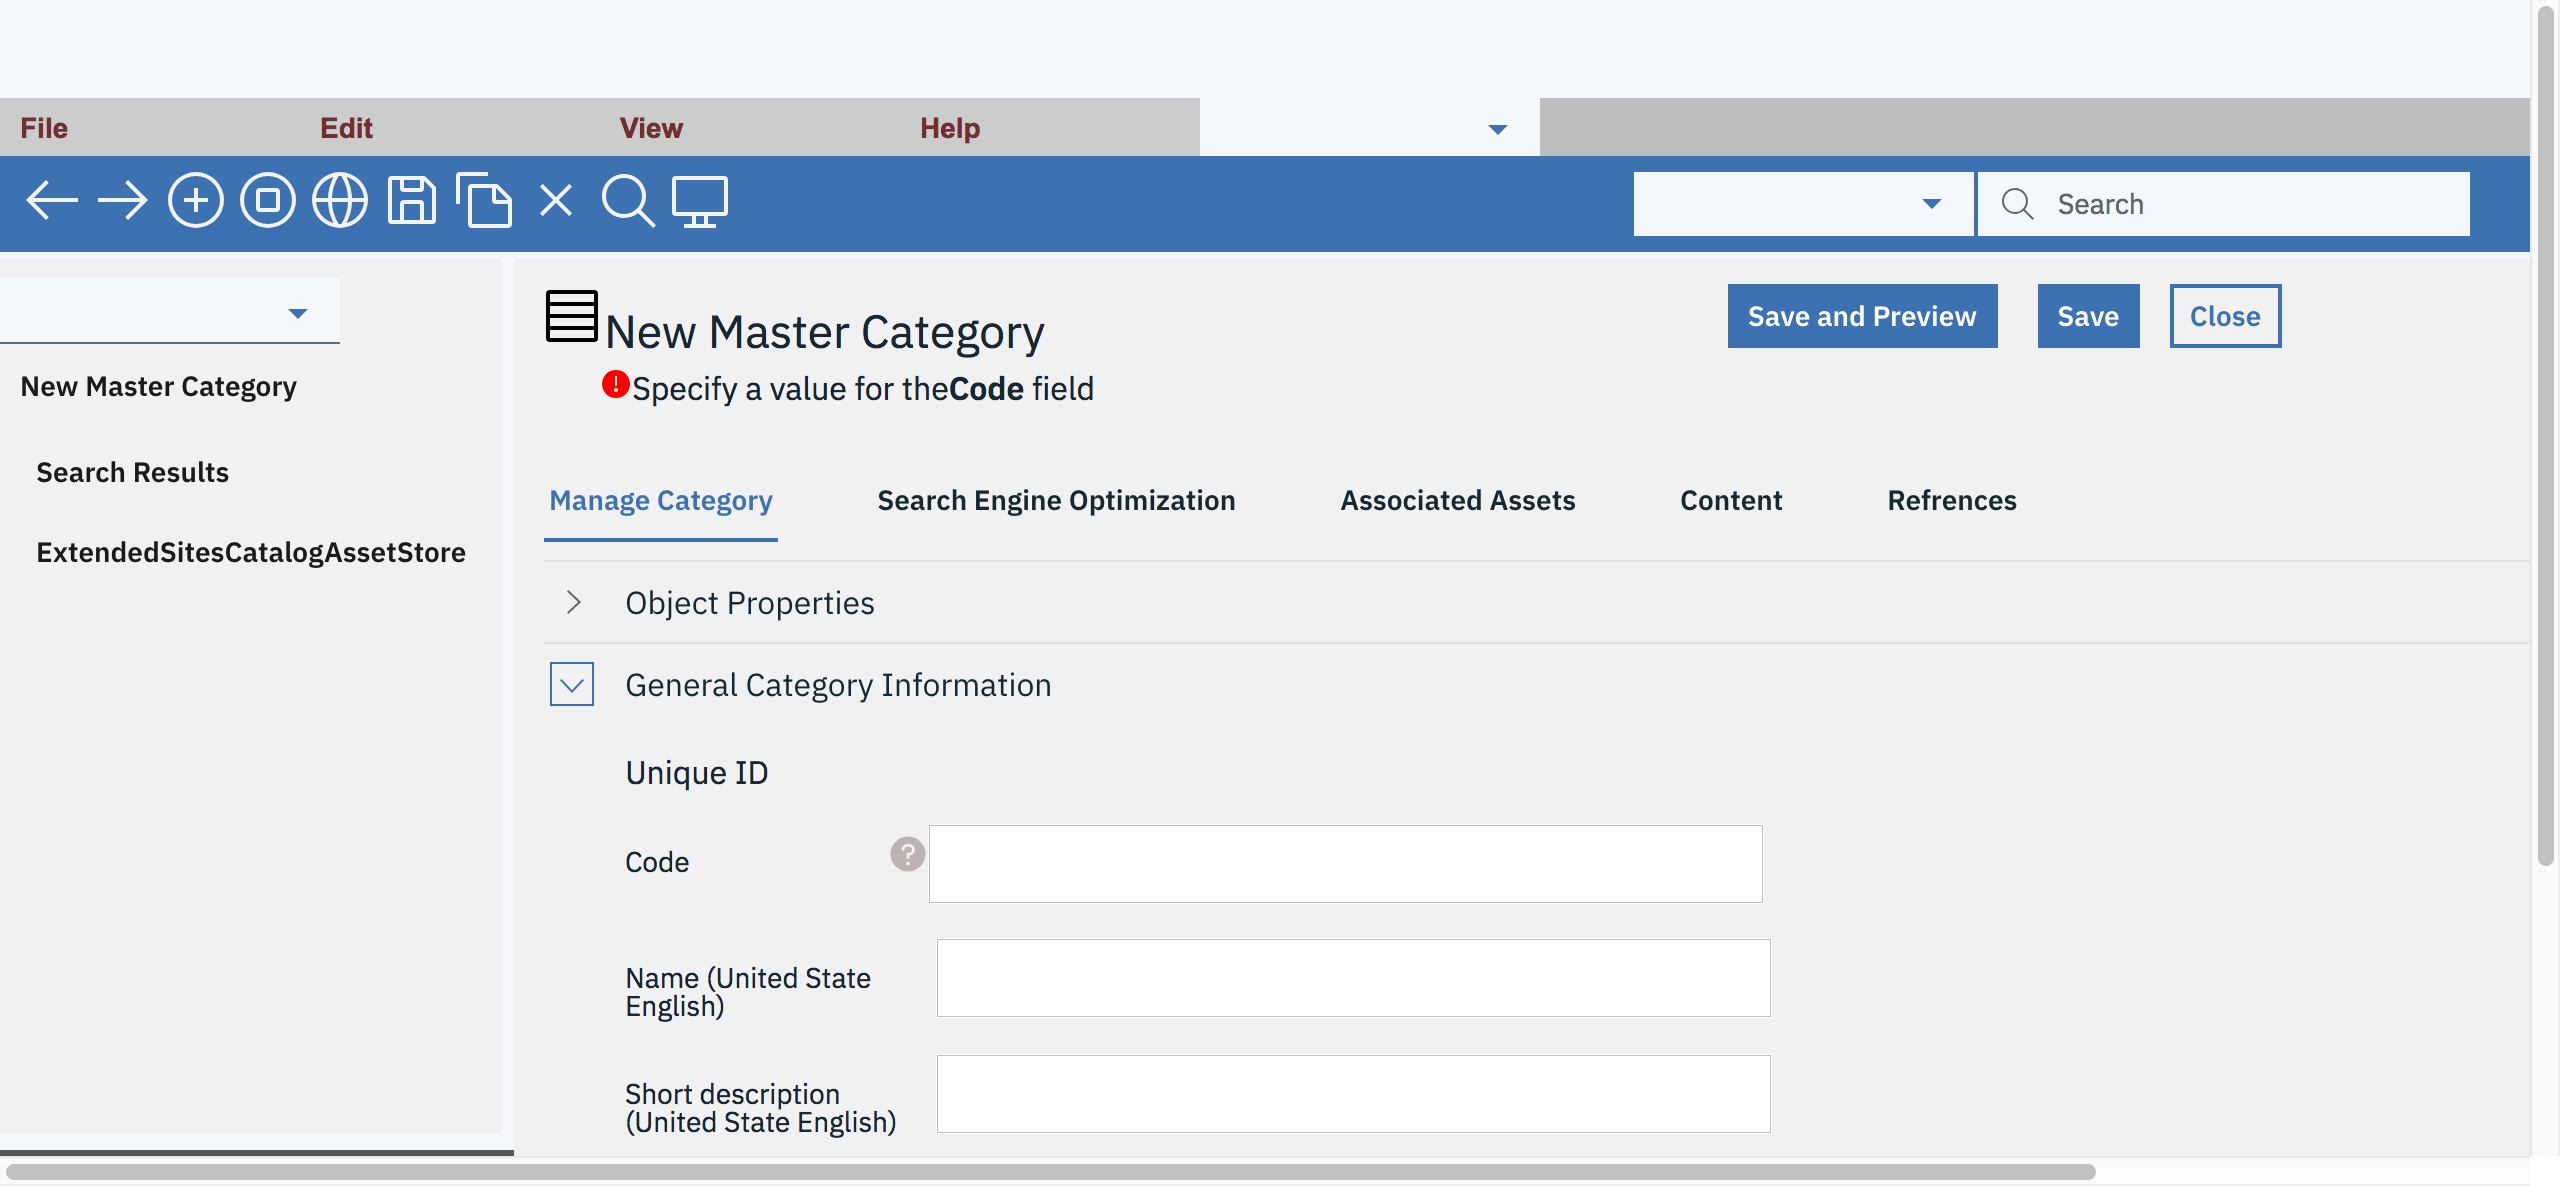 File Edit View Help
Search
New Master Category
Search Results
ExtendedSitesCatalogAssetStore
New Master Category
Specify a value for theCode field
Save and Preview Save Close
Manage Category Search Engine Optimization Associated Assets Content Refrences
Object Properties
General Category Information
Unique ID
Code
Name (United State
English)
Short description
(United State English)